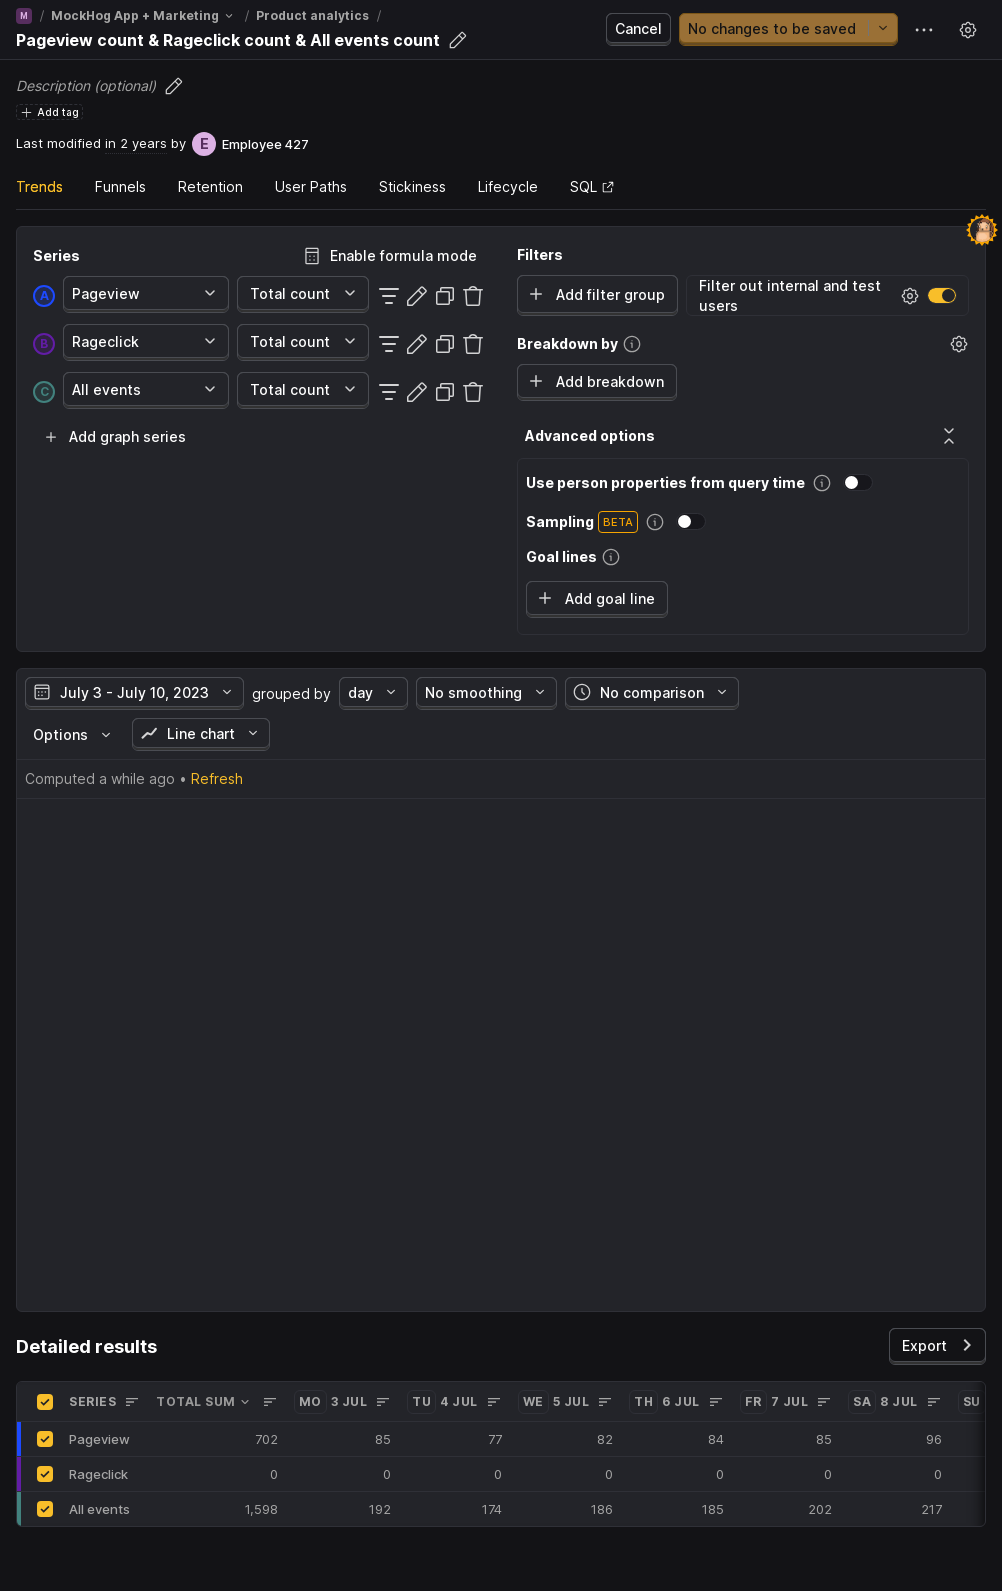 M / MockHog App + Marketing / Product analytics /
Pageview count & Rageclick count & All events count
Cancel
No changes to be saved
Description (optional)
Add tag
Last modified in 2 years by E Employee 427
Trends Funnels Retention User Paths Stickiness Lifecycle SQL
Series
Enable formula mode
A Pageview Total count
B Rageclick Total count
C All events Total count
Add graph series
Filters
Add filter group
Filter out internal and test
users
Breakdown by
Add breakdown
Advanced options
Use person properties from query time
Sampling BETA
Goal lines
Add goal line
July 3 - July 10, 2023 grouped by day No smoothing No comparison
Options Line chart
Computed a while ago • Refresh
Detailed results
Export
SERIES TOTAL SUM MO 3 JUL TU 4 JUL WE 5 JUL TH 6 JUL FR 7 JUL SA 8 JUL SU
Pageview 702 85 77 82 84 85 96
Rageclick 0 0 0 0 0 0 0
All events 1,598 192 174 186 185 202 217